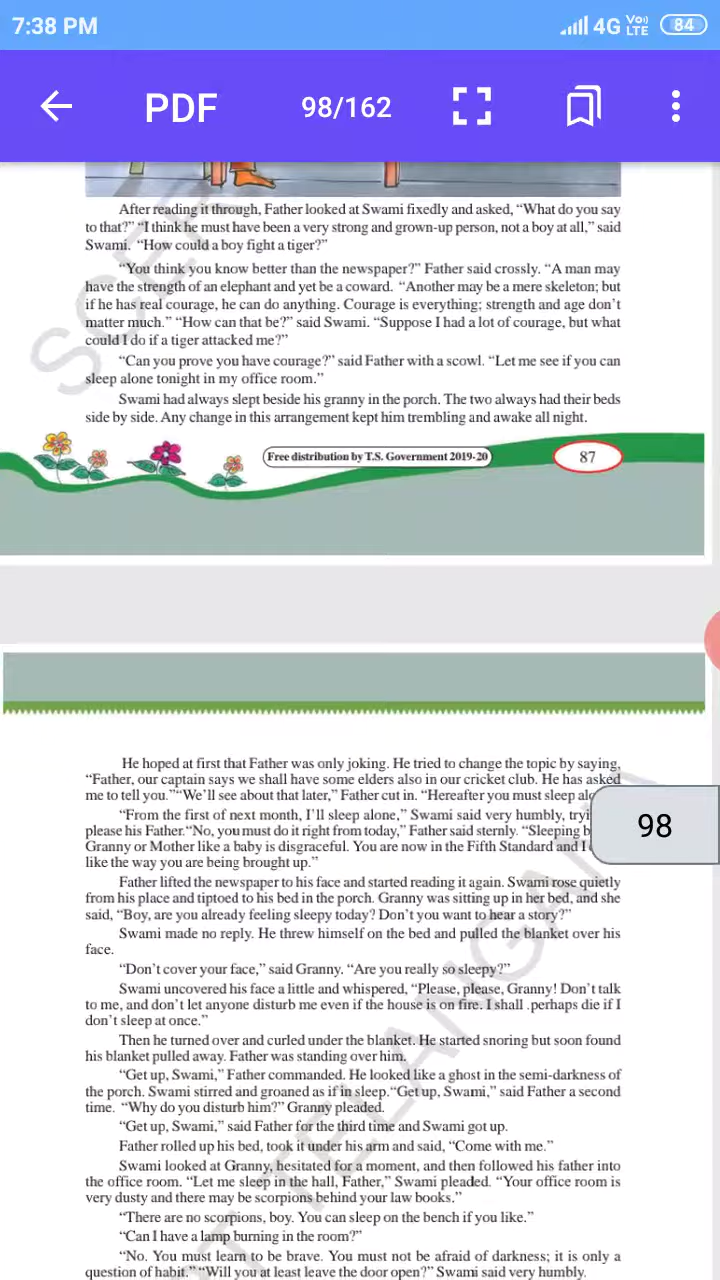 7:38 PM
4G Vo) LTE 84
PDF 98/162
After reading it through, Father looked at Swami fixedly and asked, “What do you say
to that?” “I think he must have been a very strong and grown-up person, not a boy at all,” said
Swami. “How could a boy fight a tiger?”
“You think you know better than the newspaper?” Father said crossly. “A man may
have the strength of an elephant and yet be a coward. “Another may be a mere skeleton; but
if he has real courage, he can do anything. Courage is everything; strength and age don’t
matter much.” “How can that be?” said Swami. “Suppose I had a lot of courage, but what
could I do if a tiger attacked me?”
“Can you prove you have courage?” said Father with a scowl. “Let me see if you can
sleep alone tonight in my office room.”
Swami had always slept beside his granny in the porch. The two always had their beds
side by side. Any change in this arrangement kept him trembling and awake all night.
Free distribution by T.S. Government 2019-20
87
He hoped at first that Father was only joking. He tried to change the topic by saying,
“Father, our captain says we shall have some elders also in our cricket club. He has asked
me to tell you.”“We’ll see about that later,” Father cut in. “Hereafter you must sleep
“From the first of next month, I’ll sleep alone,” Swami said very humbly,
please his Father.“No, you must do it right from today,” Father said sternly. “Sleeping
Granny or Mother like a baby is disgraceful. You are now in the Fifth Standard and I
like the way you are being brought up.”
98
Father lifted the newspaper to his face and started reading it again. Swami rose quietly
from his place and tiptoed to his bed in the porch. Granny was sitting up in her bed, and she
said, “Boy, are you already feeling sleepy today? Don’t you want to hear a story?”
Swami made no reply. He threw himself on the bed and pulled the blanket over his
face.
“Don’t cover your face,” said Granny. “Are you really so sleepy?”
Swami uncovered his face a little and whispered, “Please, please, Granny! Don’t talk
to me, and don’t let anyone disturb me even if the house is on fire. I shall .perhaps die if I
don’t sleep at once.”
Then he turned over and curled under the blanket. He started snoring but soon found
his blanket pulled away. Father was standing over him.
“Get up, Swami,” Father commanded. He looked like a ghost in the semi-darkness of
the porch. Swami stirred and groaned as if in sleep.“Get up, Swami,” said Father a second
time. “Why do you disturb him?” Granny pleaded.
“Get up, Swami,” said Father for the third time and Swami got up.
Father rolled up his bed, took it under his arm and said, “Come with me.”
Swami looked at Granny, hesitated for a moment, and then followed his father into
the office room. “Let me sleep in the hall, Father,” Swami pleaded. “Your office room is
very dusty and there may be scorpions behind your law books.”
“There are no scorpions, boy. You can sleep on the bench if you like.”
“Can I have a lamp burning in the room?”
“No. You must learn to be brave. You must not be afraid of darkness; it is only a
question of habit.” “Will you at least leave the door open?” Swami said very humbly.